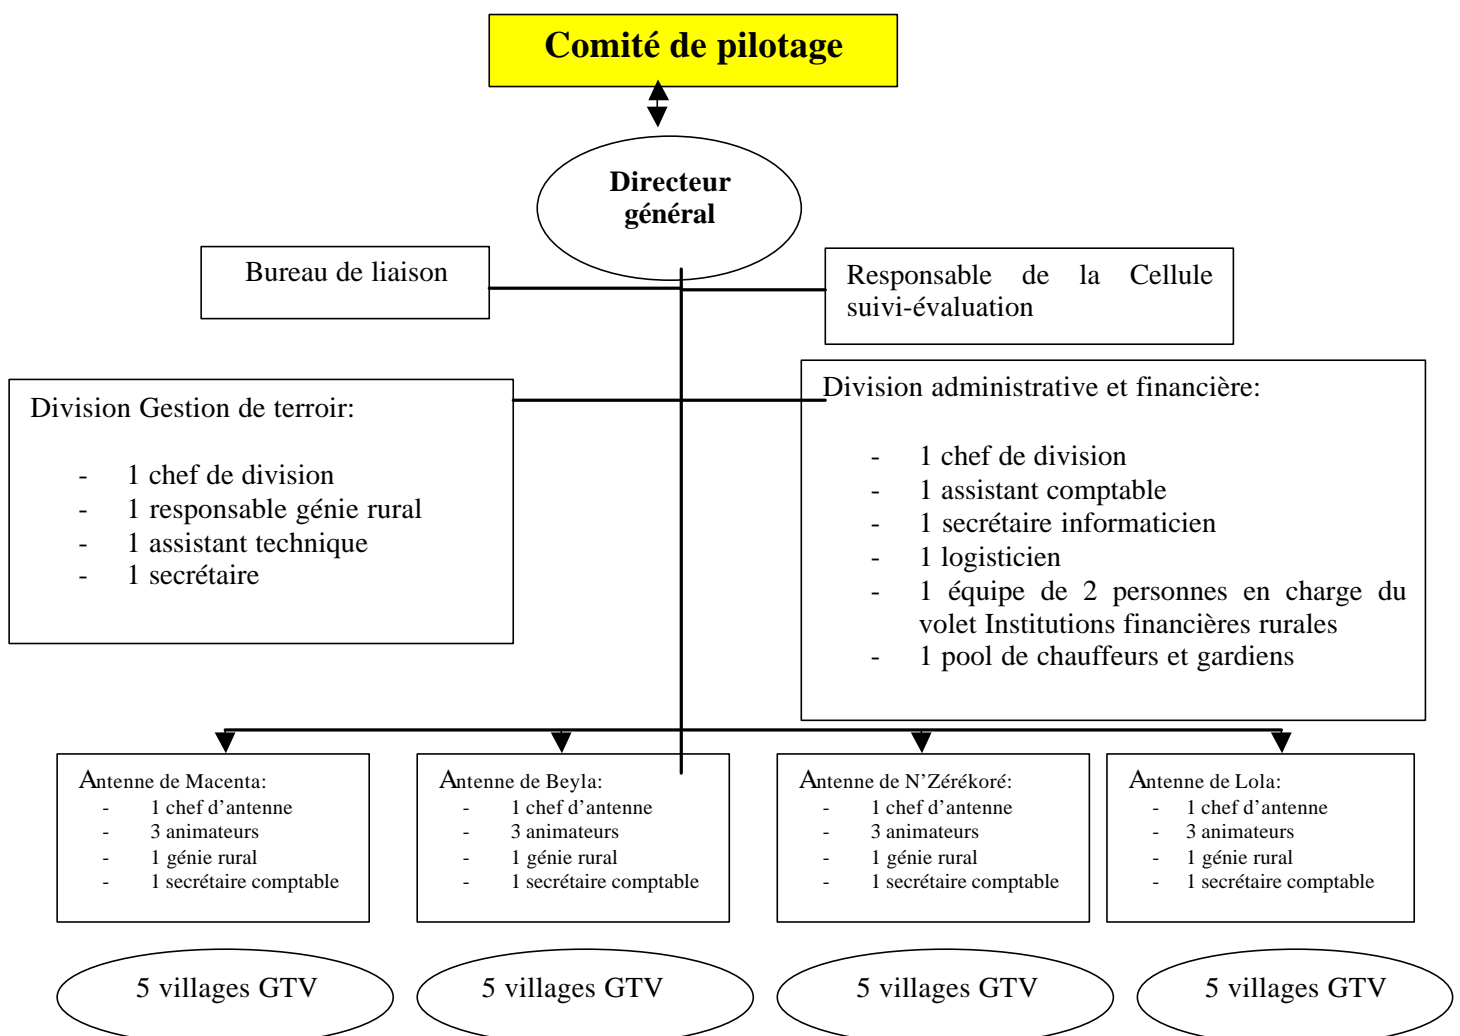 Comité de pilotage
Directeur
général
Bureau de liaison
Responsable de la Cellule
suivi-évaluation
Division Gestion de terroir:
- 1 chef de division
- 1 responsable génie rural
- 1 assistant technique
- 1 secrétaire
Division administrative et financière:
- 1 chef de division
- 1 assistant comptable
- 1 secrétaire informaticien
- 1 logisticien
- 1 équipe de 2 personnes en charge du
volet Institutions financières rurales
- 1 pool de chauffeurs et gardiens
Antenne de Macenta:
- 1 chef d'antenne
- 3 animateurs
- 1 génie rural
- 1 secrétaire comptable
Antenne de Beyla:
- 1 chef d'antenne
- 3 animateurs
- 1 génie rural
- 1 secrétaire comptable
Antenne de N'Zérékoré:
- 1 chef d'antenne
- 3 animateurs
- 1 génie rural
- 1 secrétaire comptable
Antenne de Lola:
- 1 chef d'antenne
- 3 animateurs
- 1 génie rural
- 1 secrétaire comptable
5 villages GTV
5 villages GTV
5 villages GTV
5 villages GTV